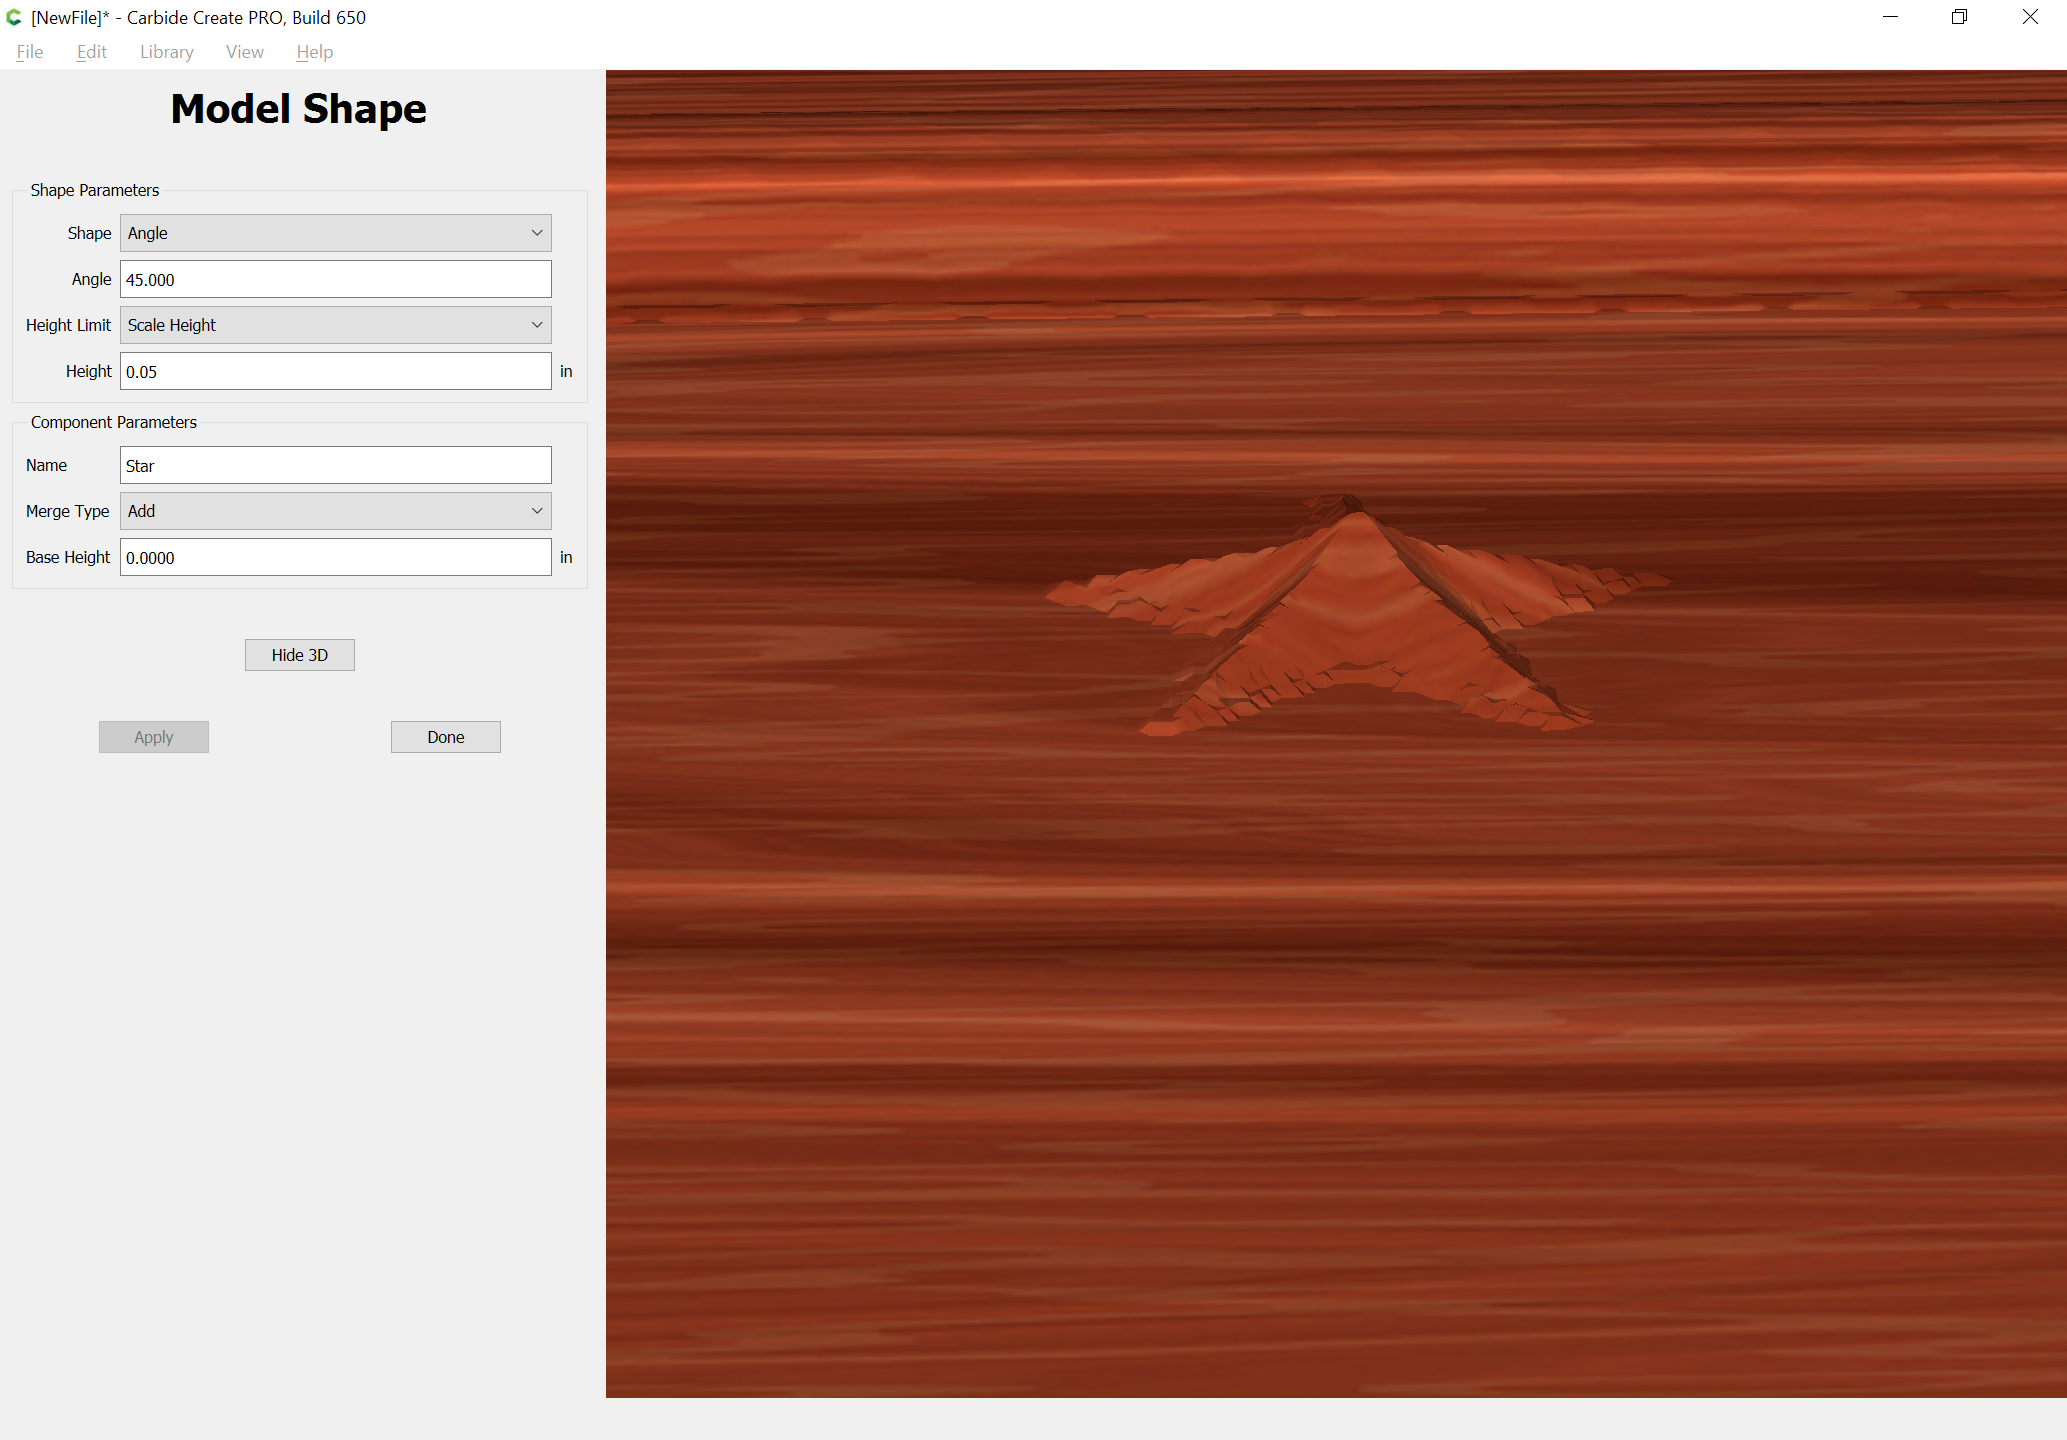 [NewFile]* - Carbide Create PRO, Build 650
File Edit Library View Help
Model Shape
Shape Parameters
Shape Angle
Angle 45.000
Height Limit Scale Height
Height 0.05 in
Component Parameters
Name Star
Merge Type Add
Base Height 0.0000 in
Hide 3D
Apply Done